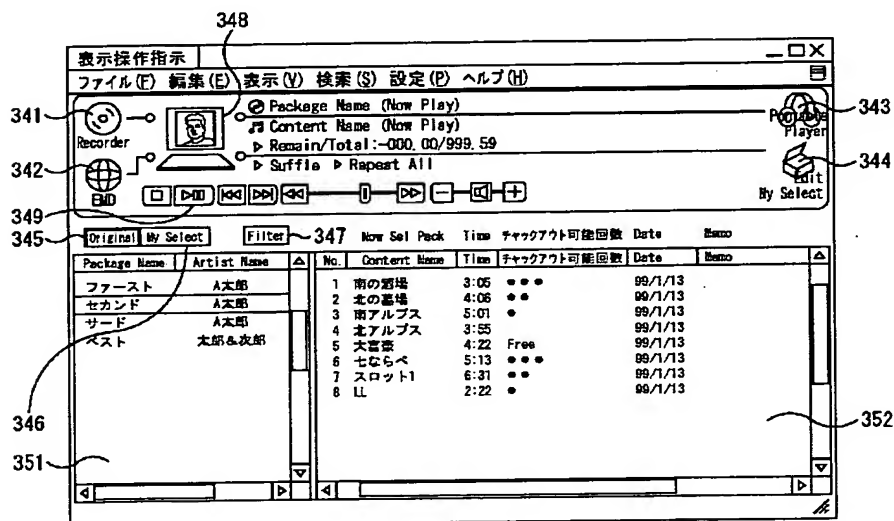 348
表示操作指示
ファイル(F) 編集(E) 表示(V) 検索(S) 設定(P) ヘルプ(H)
341
Recorder
342
EMD
349
Package Name (Now Play)
Content Name (Now Play)
Remain/Total:-000.00/999.59
Suffle Repeat All
343
Portable Player
344
Edit
My Select
345
Original My Select Filter 347 Now Sel Pack Time チャックアウト可能回数 Date Memo
Package Name Artist Name
ファースト A太郎
セカンド A太郎
サード A太郎
ベスト 太郎&次郎
No. Content Name Time チャックアウト可能回数 Date Memo
1 南の酒場 3:05 ●●● 99/1/13
2 北の墓場 4:06 ●● 99/1/13
3 南アルプス 5:01 ● 99/1/13
4 北アルプス 3:55 99/1/13
5 大富豪 4:22 Free 99/1/13
6 七ならべ 5:13 ●●● 99/1/13
7 スロット1 6:31 ●● 99/1/13
8 LL 2:22 ● 99/1/13
346
351
352